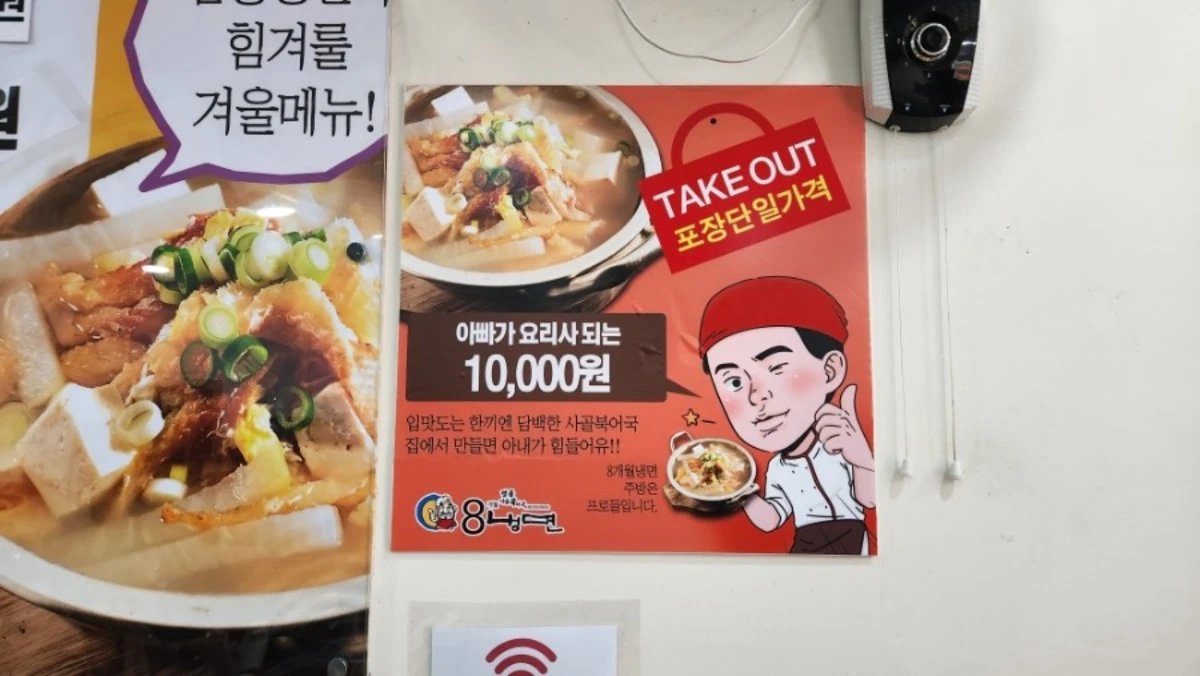 원
원
힘겨룰
겨울메뉴!
TAKE OUT
포장단일가격
아빠가 요리사 되는
10,000원
입맛도는 한끼엔 담백한 사골북어국
집에서 만들면 아내가 힘들어유!!
8개월냉면
주방은
프로들입니다.
8냉면